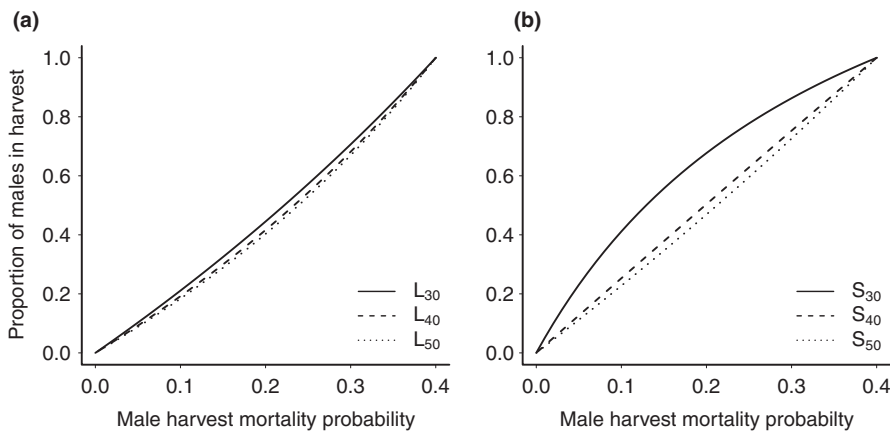 (a)
Proportion of males in harvest
1.0
0.8
0.6
0.4
0.2
0.0
L30
L40
L50
0.0 0.1 0.2 0.3 0.4
Male harvest mortality probability
(b)
1.0
0.8
0.6
0.4
0.2
0.0
S30
S40
S50
0.0 0.1 0.2 0.3 0.4
Male harvest mortality probabilty